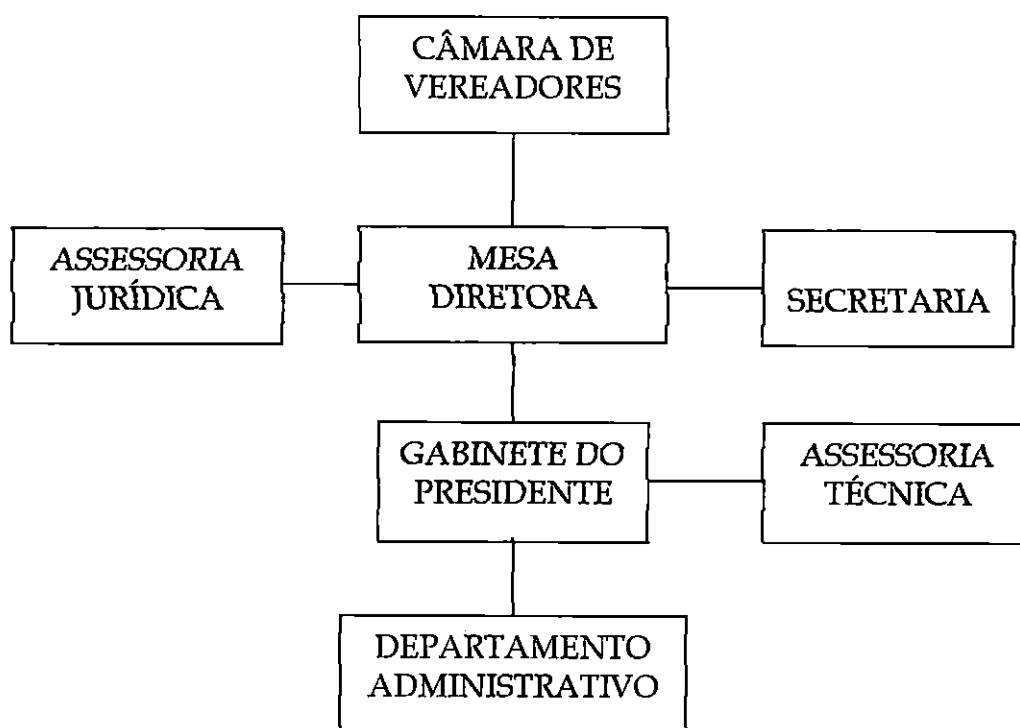 CÂMARA DE
VEREADORES
ASSESSORIA
JURÍDICA
MESA
DIRETORA
SECRETARIA
GABINETE DO
PRESIDENTE
ASSESSORIA
TÉCNICA
DEPARTAMENTO
ADMINISTRATIVO